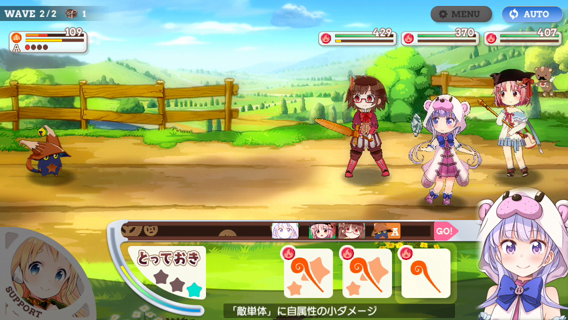 WAVE 2/2 1
MENU
AUTO
109
A
429
370
407
A
GO!
とっておき
SUPPORT
「敵単体」に自属性の小ダメージ